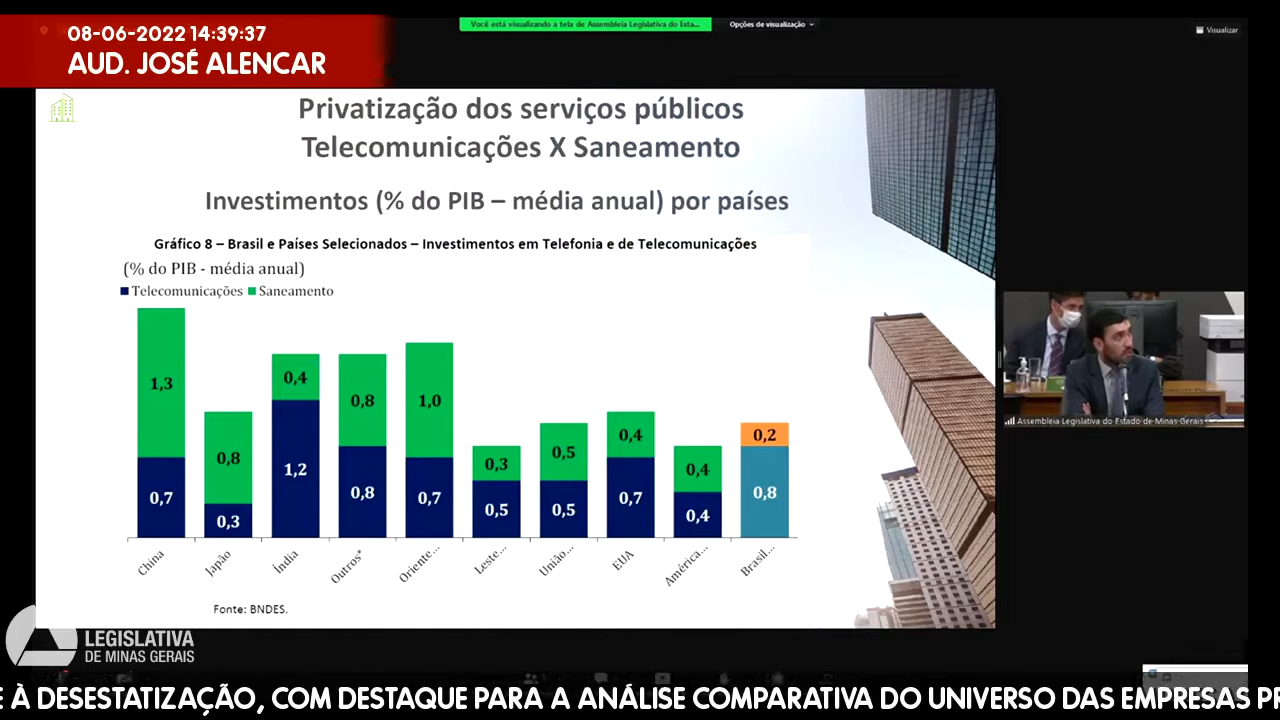 08-06-2022 14:39:37
AUD. JOSÉ ALENCAR
Você está visualizando a tela de Assembleia Legislativa do Esta...
Opções de visualização
Visualizar
Privatização dos serviços públicos
Telecomunicações X Saneamento
Investimentos (% do PIB – média anual) por países
Gráfico 8 – Brasil e Países Selecionados – Investimentos em Telefonia e de Telecomunicações
(% do PIB - média anual)
Telecomunicações Saneamento
1,3
0,7
0,8
0,3
0,4
1,2
0,8
0,8
1,0
0,7
0,3
0,5
0,5
0,5
0,4
0,7
0,4
0,4
0,2
0,8
China
Japão
Índia
Outros*
Oriente...
Leste...
União...
EUA
América...
Brasil...
Fonte: BNDES.
Assembleia Legislativa do Estado de Minas Gerais
LEGISLATIVA
DE MINAS GERAIS
E À DESESTATIZAÇÃO, COM DESTAQUE PARA A ANÁLISE COMPARATIVA DO UNIVERSO DAS EMPRESAS